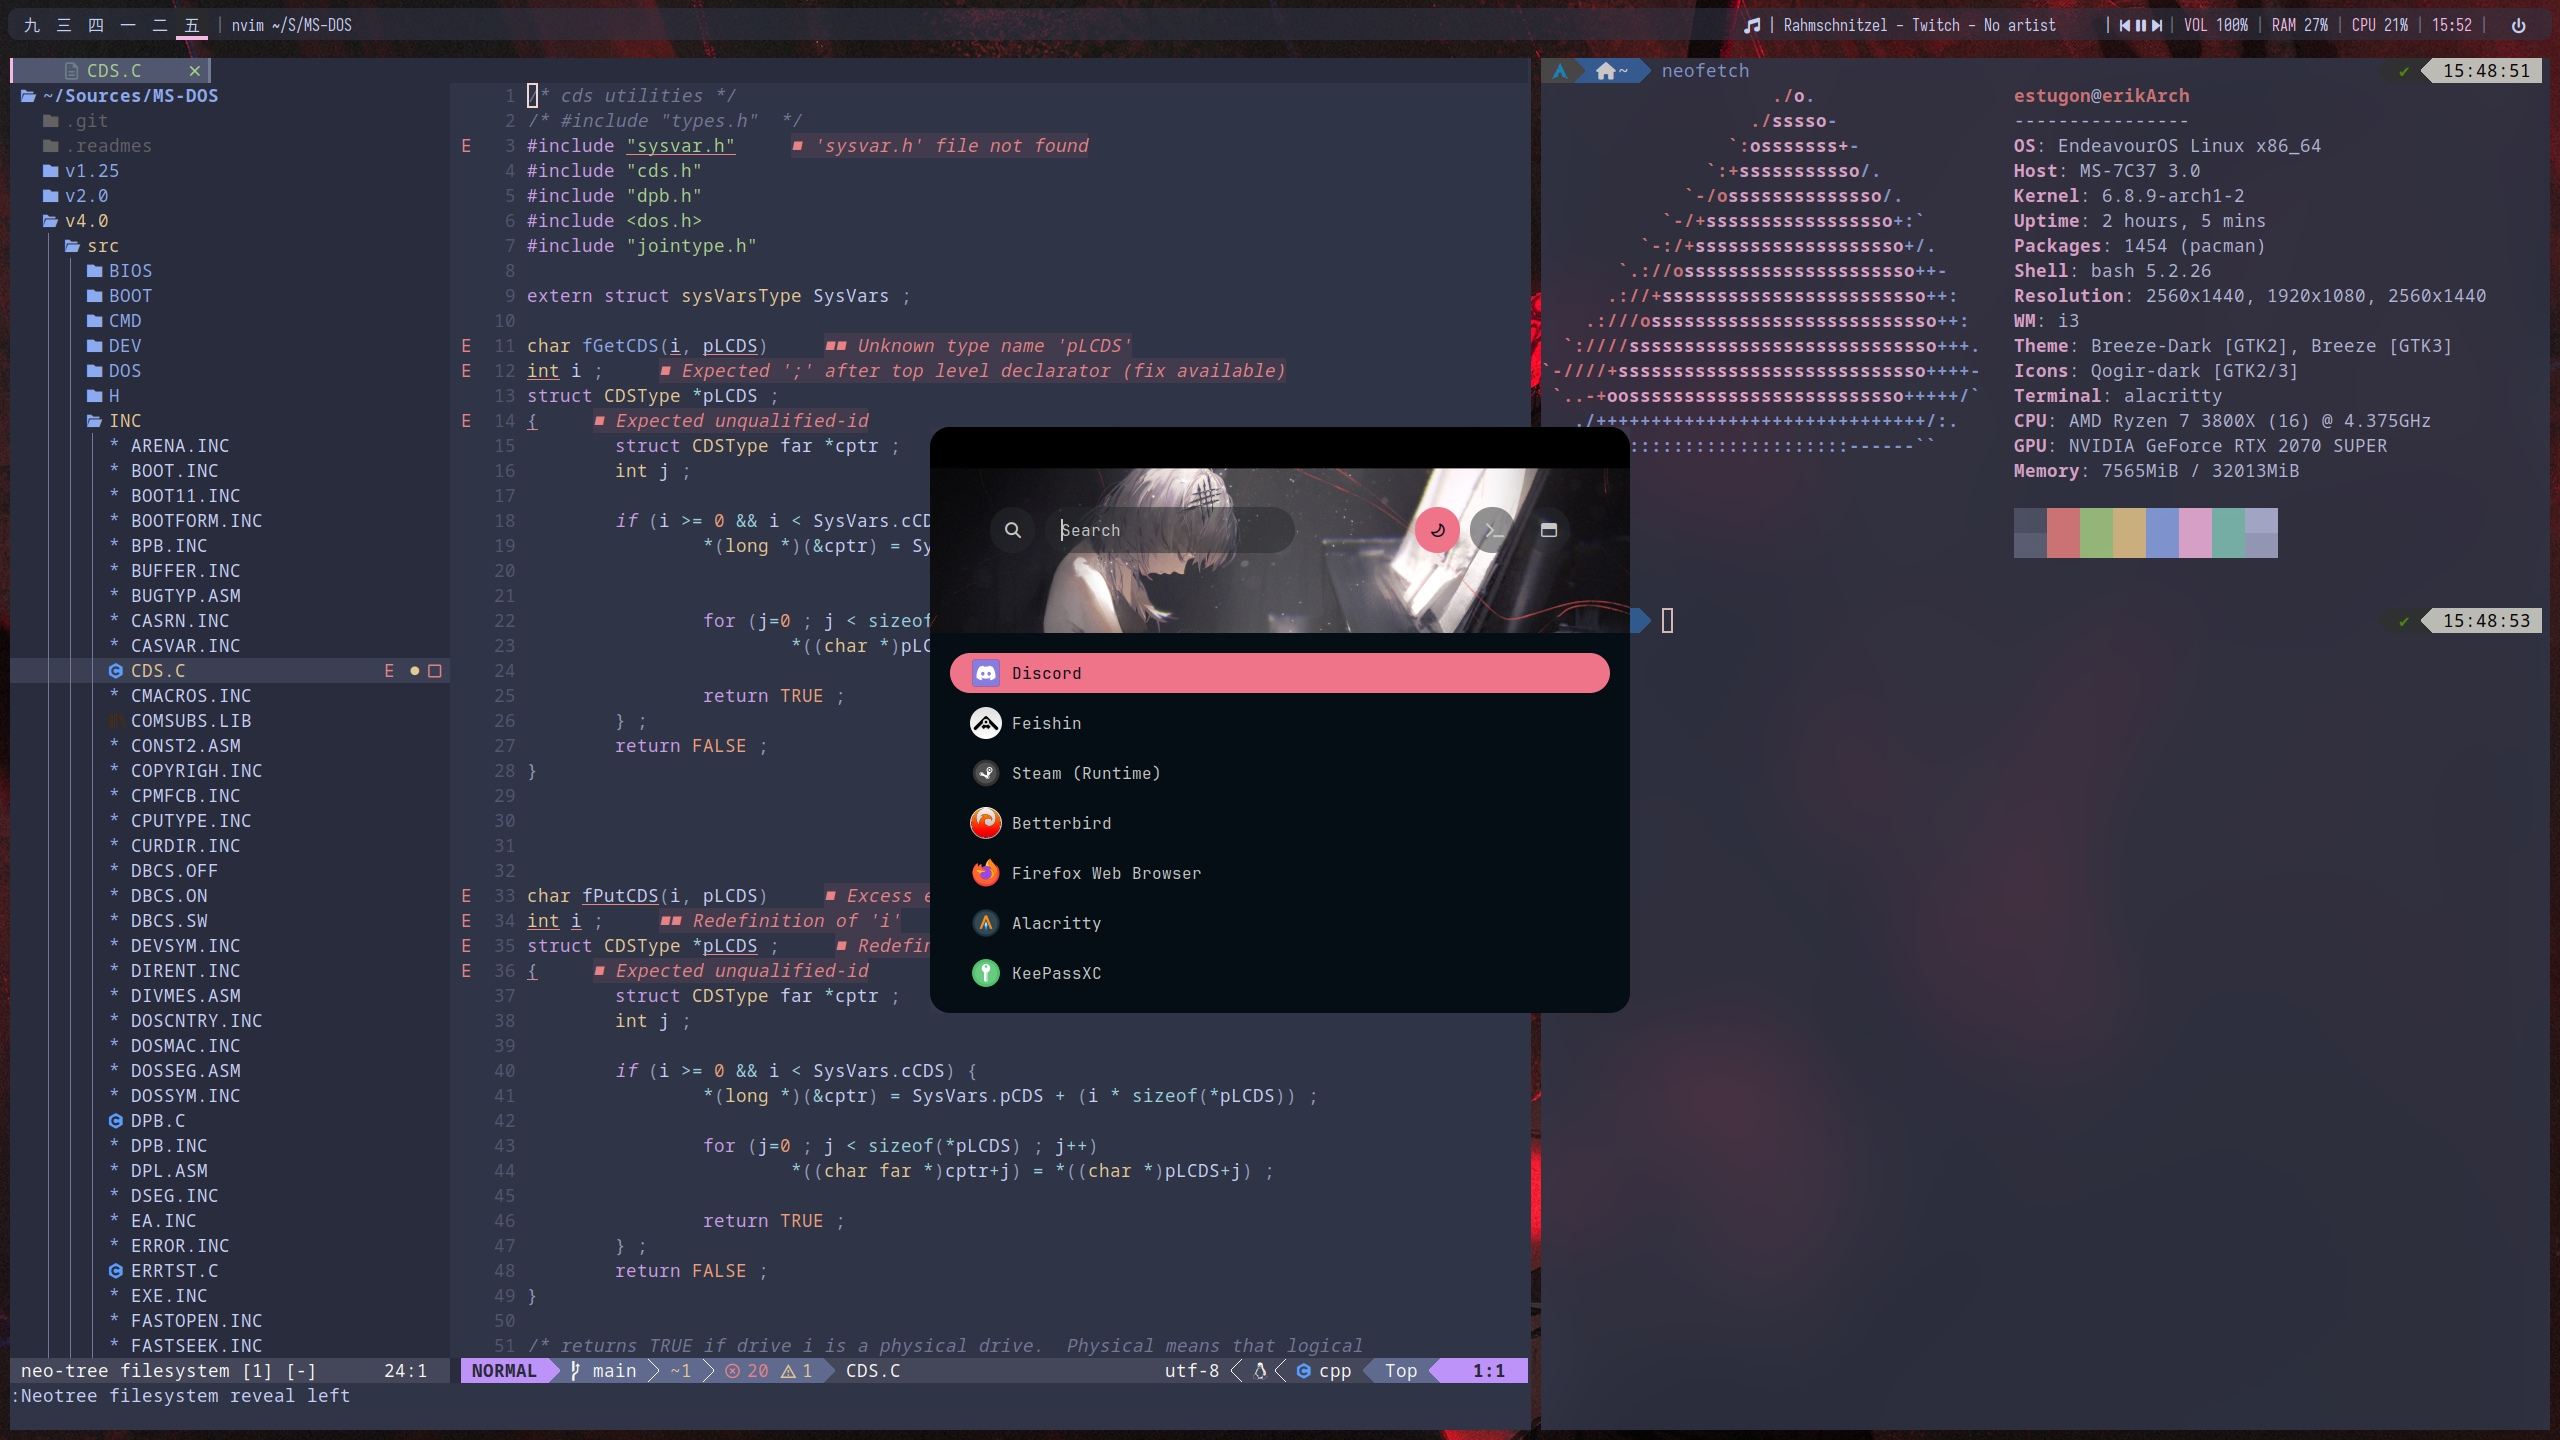 九 三 四 一 二 五 | nvim ~/S/MS-DOS
| Rahmschnitzel - Twitch - No artist | | VOL 100% | RAM 27% | CPU 21% | 15:52 |
CDS.C ×
~/Sources/MS-DOS
.git
.readmes
v1.25
v2.0
v4.0
src
BIOS
BOOT
CMD
DEV
DOS
H
INC
* ARENA.INC
* BOOT.INC
* BOOT11.INC
* BOOTFORM.INC
* BPB.INC
* BUFFER.INC
* BUGTYP.ASM
* CASRN.INC
* CASVAR.INC
CDS.C E ●
* CMACROS.INC
COMSUBS.LIB
* CONST2.ASM
* COPYRIGH.INC
* CPMFCB.INC
* CPUTYPE.INC
* CURDIR.INC
* DBCS.OFF
* DBCS.ON
* DBCS.SW
* DEVSYM.INC
* DIRENT.INC
* DIVMES.ASM
* DOSCNTRY.INC
* DOSMAC.INC
* DOSSEG.ASM
* DOSSYM.INC
DPB.C
* DPB.INC
* DPL.ASM
* DSEG.INC
* EA.INC
* ERROR.INC
ERRTST.C
* EXE.INC
* FASTOPEN.INC
* FASTSEEK.INC
neo-tree filesystem [1] [-] 24:1
:Neotree filesystem reveal left
1 /* cds utilities */
2 /* #include "types.h"  */
E 3 #include "sysvar.h" ■ 'sysvar.h' file not found
4 #include "cds.h"
5 #include "dpb.h"
6 #include <dos.h>
7 #include "jointype.h"
8
9 extern struct sysVarsType SysVars ;
10
E 11 char fGetCDS(i, pLCDS) ■■ Unknown type name 'pLCDS'
E 12 int i ; ■ Expected ';' after top level declarator (fix available)
13 struct CDSType *pLCDS ;
E 14 { ■ Expected unqualified-id
15 struct CDSType far *cptr ;
16 int j ;
17
18 if (i >= 0 && i < SysVars.cCD
19 *(long *)(&cptr) = Sy
20
21
22 for (j=0 ; j < sizeof
23 *((char *)pLC
24
25 return TRUE ;
26 } ;
27 return FALSE ;
28 }
29
30
31
32
E 33 char fPutCDS(i, pLCDS) ■ Excess e
E 34 int i ; ■■ Redefinition of 'i'
E 35 struct CDSType *pLCDS ; ■ Redefin
E 36 { ■ Expected unqualified-id
37 struct CDSType far *cptr ;
38 int j ;
39
40 if (i >= 0 && i < SysVars.cCDS) {
41 *(long *)(&cptr) = SysVars.pCDS + (i * sizeof(*pLCDS)) ;
42
43 for (j=0 ; j < sizeof(*pLCDS) ; j++)
44 *((char far *)cptr+j) = *((char *)pLCDS+j) ;
45
46 return TRUE ;
47 } ;
48 return FALSE ;
49 }
50
51 /* returns TRUE if drive i is a physical drive.  Physical means that logical
NORMAL main ~1 20 1 CDS.C utf-8 cpp Top 1:1
Search
Discord
Feishin
Steam (Runtime)
Betterbird
Firefox Web Browser
Alacritty
KeePassXC
~ neofetch ✔ 15:48:51
./o.
./sssso-
`:osssssss+-
`:+sssssssssso/.
`-/ossssssssssssso/.
`-/+sssssssssssssssso+:`
`-:/+sssssssssssssssssso+/.
`.://osssssssssssssssssssso++-
.://+ssssssssssssssssssssssso++:
.:///ossssssssssssssssssssssssso++:
`:////ssssssssssssssssssssssssssso+++.
`-////+ssssssssssssssssssssssssssso++++-
`..-+oosssssssssssssssssssssssso+++++/`
./++++++++++++++++++++++++++++++/:.
::::::::::::::::::::------``
estugon@erikArch
----------------
OS: EndeavourOS Linux x86_64
Host: MS-7C37 3.0
Kernel: 6.8.9-arch1-2
Uptime: 2 hours, 5 mins
Packages: 1454 (pacman)
Shell: bash 5.2.26
Resolution: 2560x1440, 1920x1080, 2560x1440
WM: i3
Theme: Breeze-Dark [GTK2], Breeze [GTK3]
Icons: Qogir-dark [GTK2/3]
Terminal: alacritty
CPU: AMD Ryzen 7 3800X (16) @ 4.375GHz
GPU: NVIDIA GeForce RTX 2070 SUPER
Memory: 7565MiB / 32013MiB
✔ 15:48:53